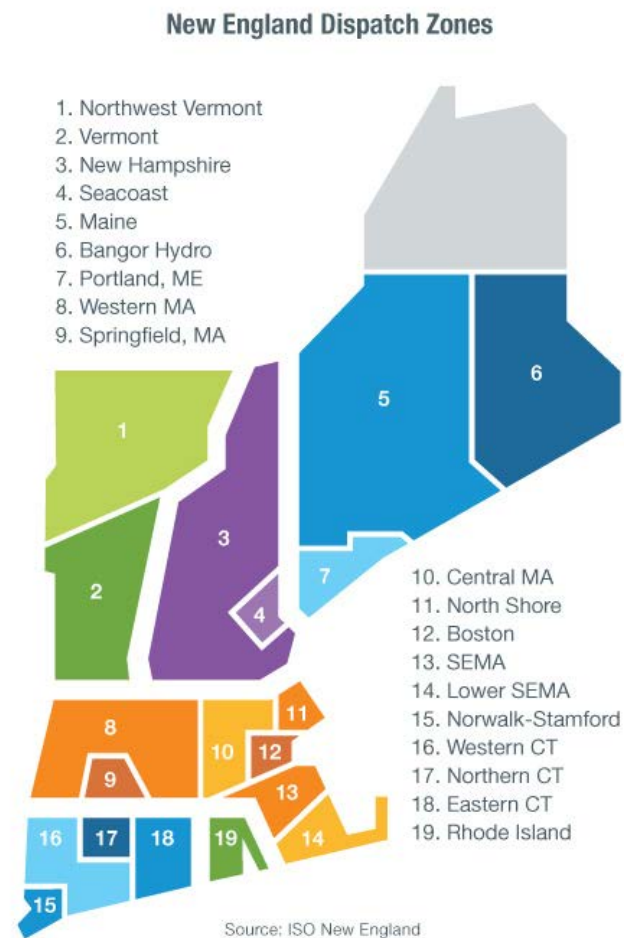 New England Dispatch Zones
1. Northwest Vermont
2. Vermont
3. New Hampshire
4. Seacoast
5. Maine
6. Bangor Hydro
7. Portland, ME
8. Western MA
9. Springfield, MA
1
2
3
4
5
6
7
10. Central MA
11. North Shore
12. Boston
13. SEMA
14. Lower SEMA
15. Norwalk-Stamford
16. Western CT
17. Northern CT
18. Eastern CT
19. Rhode Island
8
9
10
11
12
13
14
15
16
17
18
19
Source: ISO New England